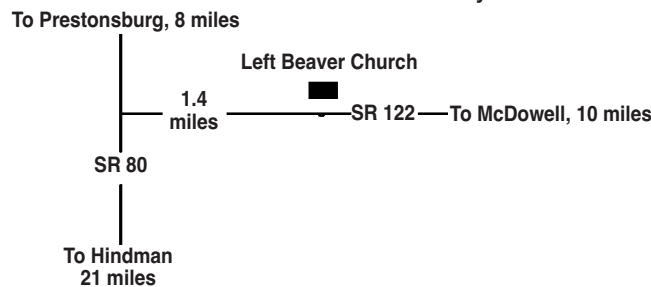 To Prestonsburg, 8 miles
Left Beaver Church
1.4
miles
SR 122
To McDowell, 10 miles
SR 80
To Hindman
21 miles